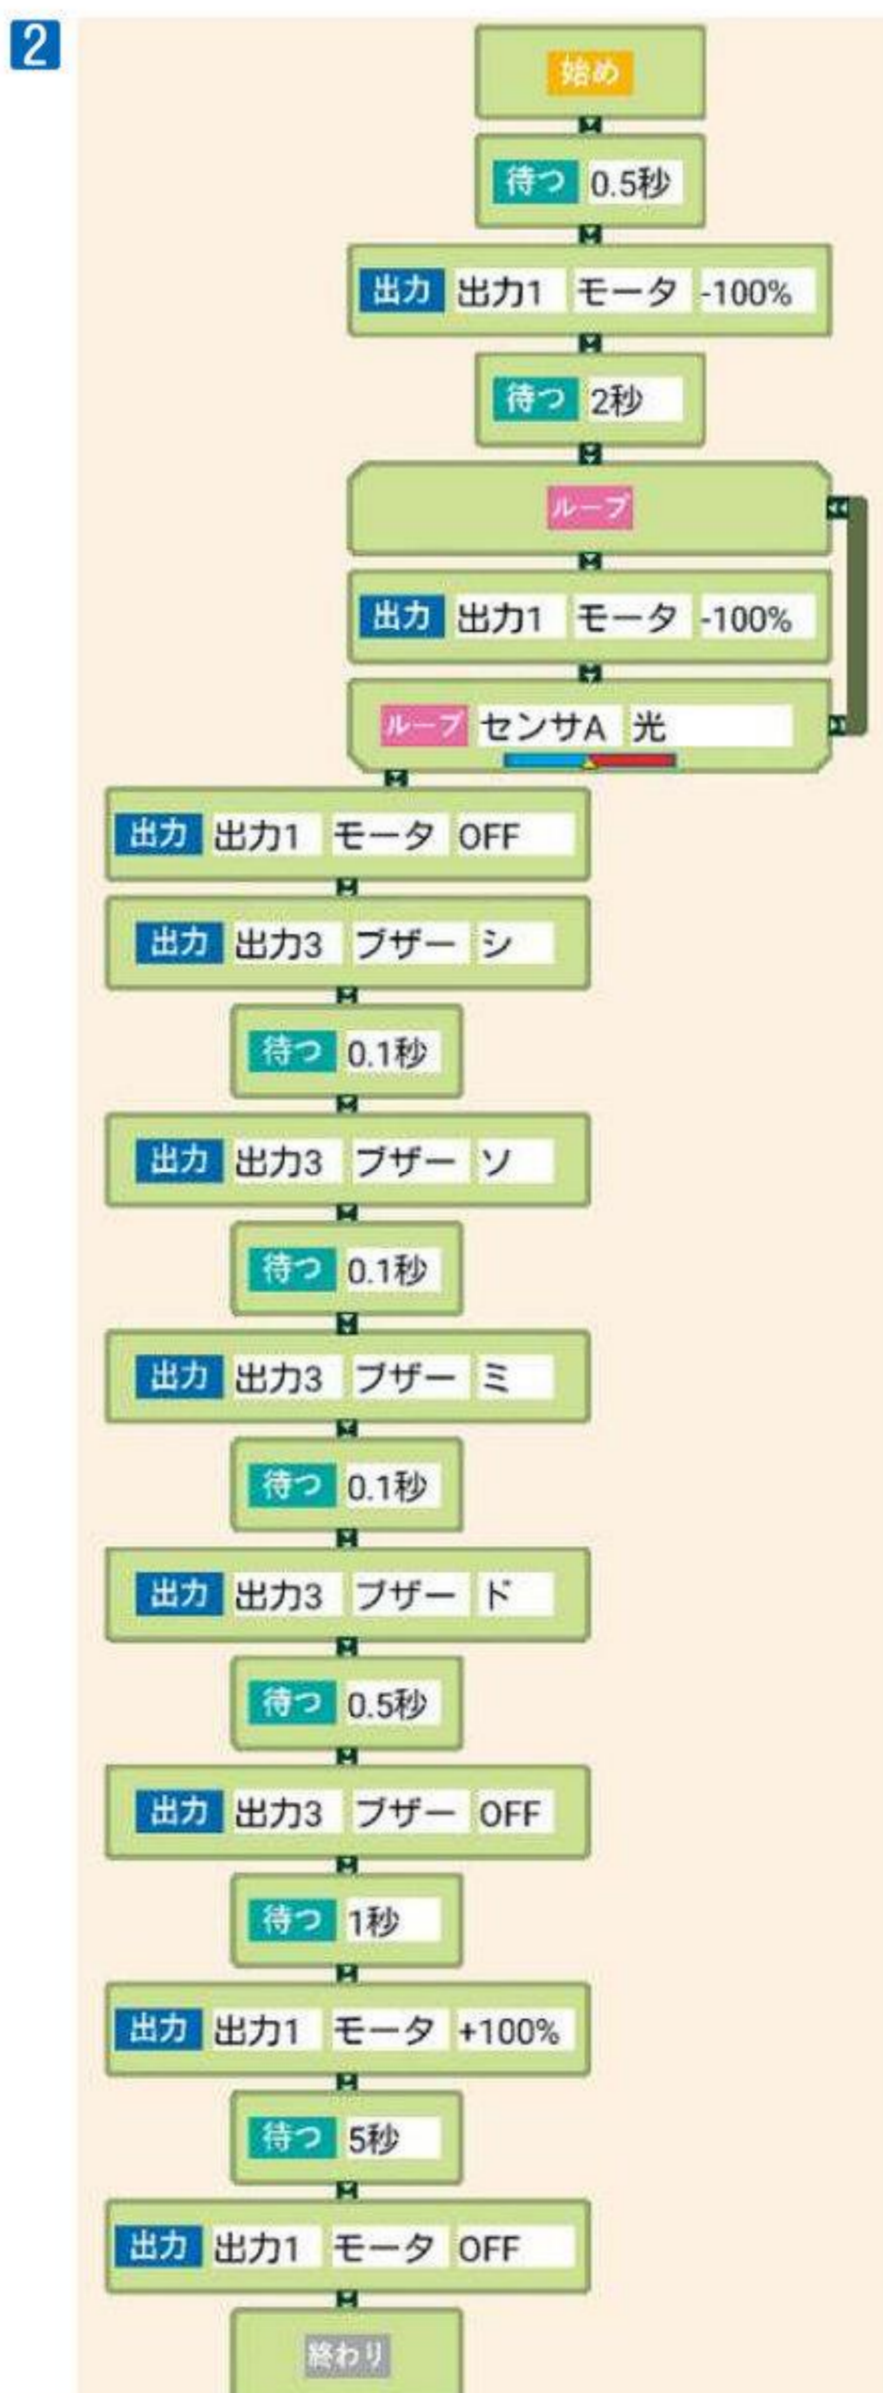 2
始め
待つ 0.5秒
出力 出力1 モータ -100%
待つ 2秒
ループ
出力 出力1 モータ -100%
ループ センサA 光
出力 出力1 モータ OFF
出力 出力3 ブザー シ
待つ 0.1秒
出力 出力3 ブザー ソ
待つ 0.1秒
出力 出力3 ブザー ミ
待つ 0.1秒
出力 出力3 ブザー ド
待つ 0.5秒
出力 出力3 ブザー OFF
待つ 1秒
出力 出力1 モータ +100%
待つ 5秒
出力 出力1 モータ OFF
終わり